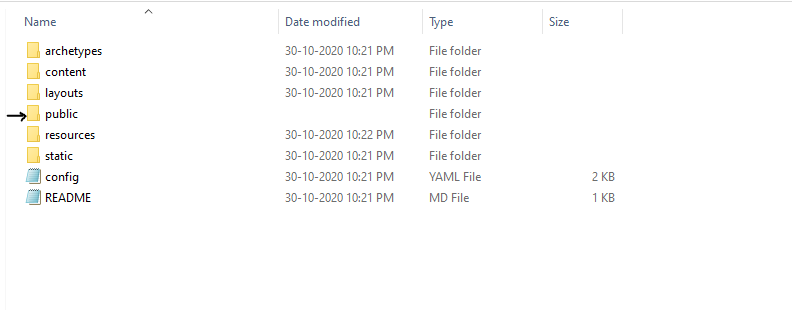 Name Date modified Type Size
archetypes 30-10-2020 10:21 PM File folder
content 30-10-2020 10:21 PM File folder
layouts 30-10-2020 10:21 PM File folder
public File folder
resources 30-10-2020 10:22 PM File folder
static 30-10-2020 10:21 PM File folder
config 30-10-2020 10:21 PM YAML File 2 KB
README 30-10-2020 10:21 PM MD File 1 KB